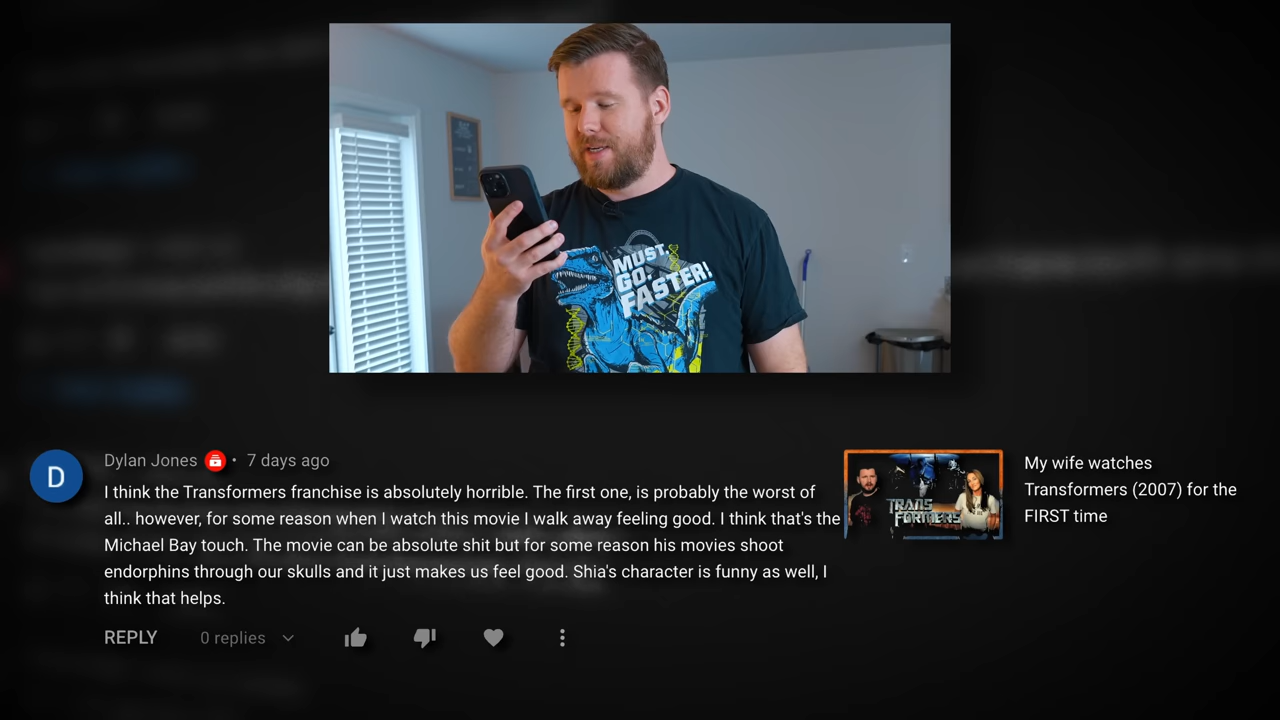 MUST.
GO.
FASTER!
D
Dylan Jones • 7 days ago
I think the Transformers franchise is absolutely horrible. The first one, is probably the worst of
all.. however, for some reason when I watch this movie I walk away feeling good. I think that's the
Michael Bay touch. The movie can be absolute shit but for some reason his movies shoot
endorphins through our skulls and it just makes us feel good. Shia's character is funny as well, I
think that helps.
REPLY 0 replies
TRANSFORMERS
My wife watches
Transformers (2007) for the
FIRST time